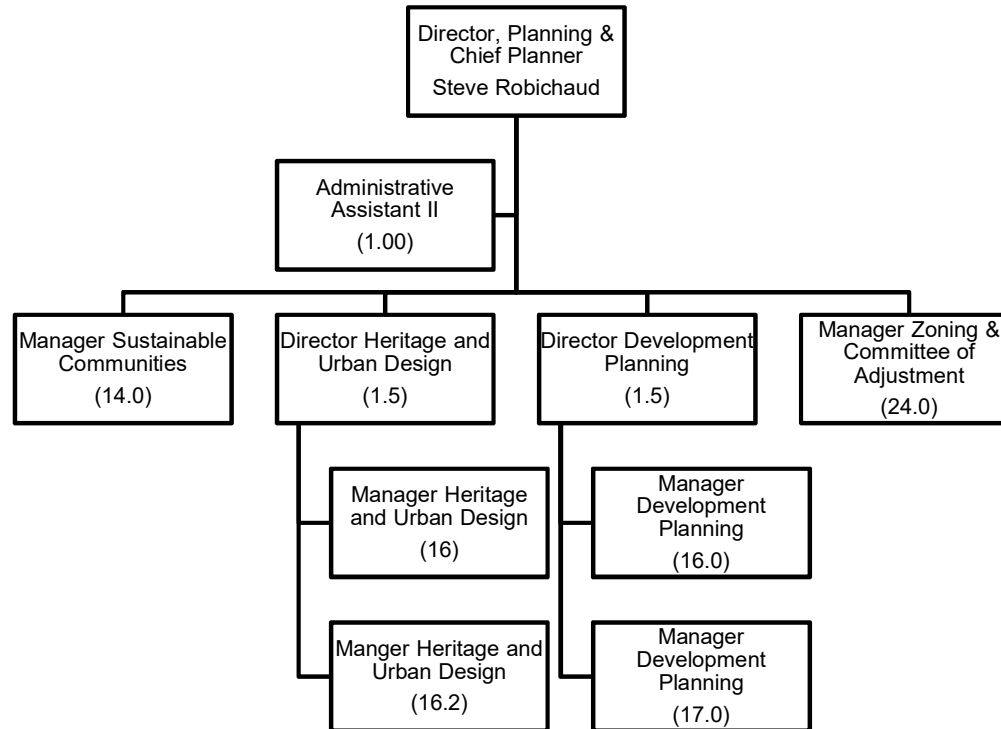 Director, Planning &
Chief Planner
Steve Robichaud
Administrative
Assistant II
(1.00)
Manager Sustainable
Communities
(14.0)
Director Heritage and
Urban Design
(1.5)
Director Development
Planning
(1.5)
Manager Zoning &
Committee of
Adjustment
(24.0)
Manager Heritage
and Urban Design
(16)
Manager
Development
Planning
(16.0)
Manger Heritage and
Urban Design
(16.2)
Manager
Development
Planning
(17.0)